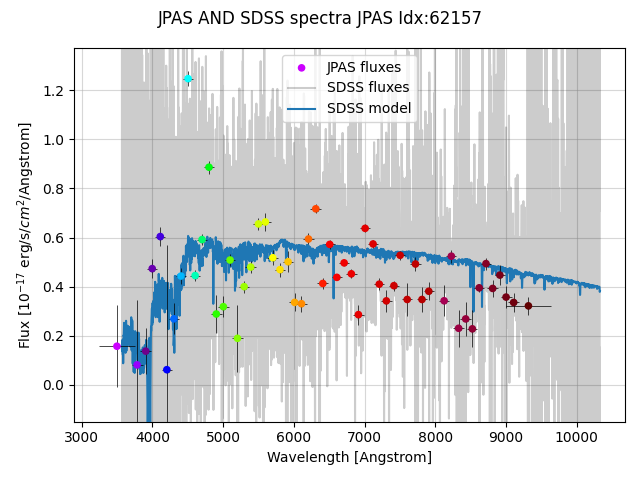 JPAS AND SDSS spectra JPAS Idx:62157
JPAS fluxes
SDSS fluxes
SDSS model
Flux [10⁻¹⁷ erg/s/cm²/Angstrom]
1.2
1.0
0.8
0.6
0.4
0.2
0.0
3000 4000 5000 6000 7000 8000 9000 10000
Wavelength [Angstrom]